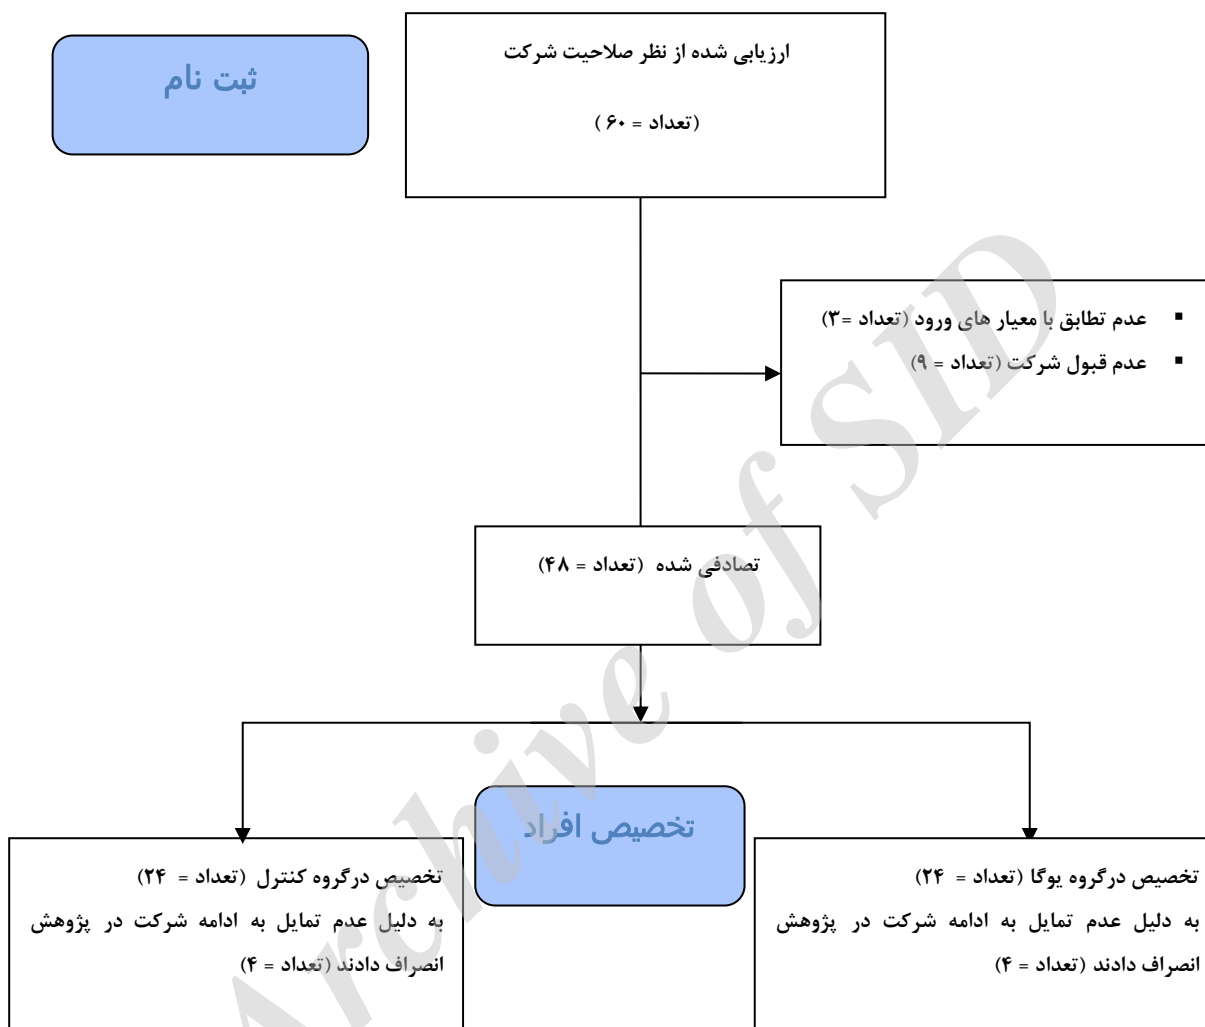 ثبت نام
ارزیابی شده از نظر صلاحیت شرکت
(تعداد = ۶۰ )
▪ عدم تطابق با معیار های ورود (تعداد =۳)
▪ عدم قبول شرکت (تعداد = ۹)
تصادفی شده (تعداد = ۴۸)
تخصیص افراد
تخصیص درگروه یوگا (تعداد = ۲۴)
به دلیل عدم تمایل به ادامه شرکت در پژوهش
انصراف دادند (تعداد = ۴)
تخصیص درگروه کنترل (تعداد = ۲۴)
به دلیل عدم تمایل به ادامه شرکت در پژوهش
انصراف دادند (تعداد = ۴)
Archive of SID